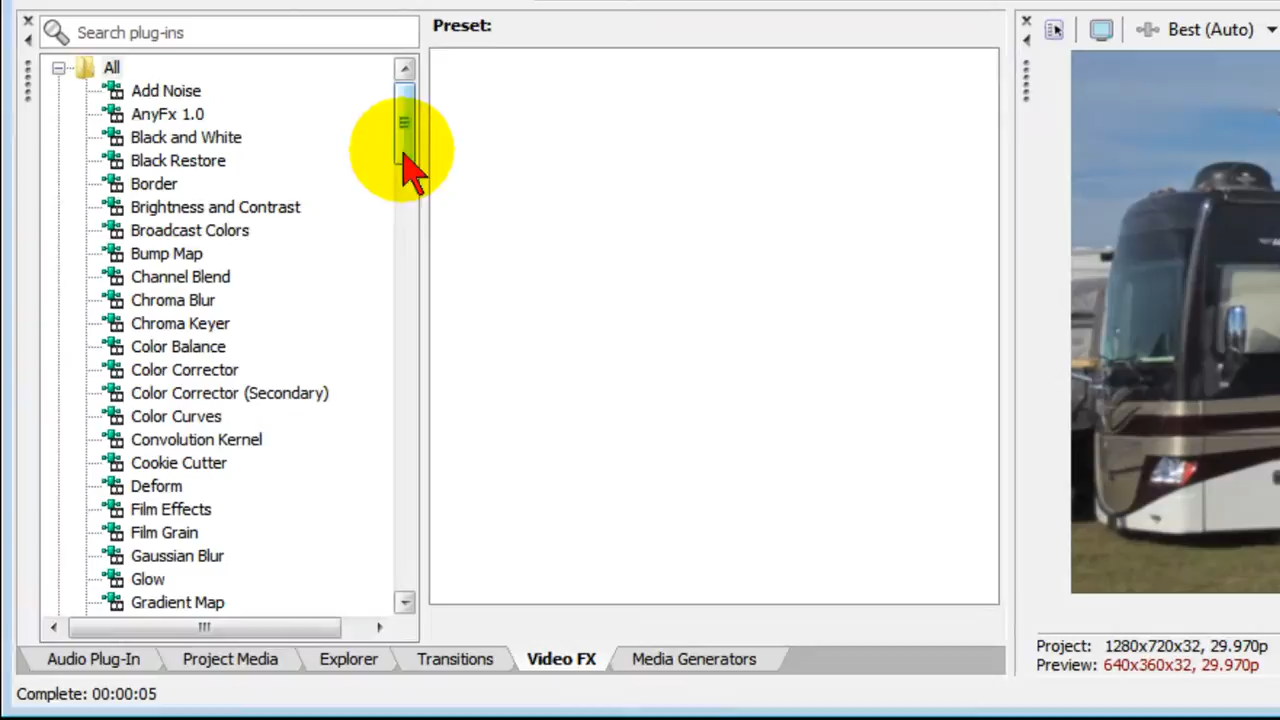 Search plug-ins
Preset:
Best (Auto)
All
Add Noise
AnyFx 1.0
Black and White
Black Restore
Border
Brightness and Contrast
Broadcast Colors
Bump Map
Channel Blend
Chroma Blur
Chroma Keyer
Color Balance
Color Corrector
Color Corrector (Secondary)
Color Curves
Convolution Kernel
Cookie Cutter
Deform
Film Effects
Film Grain
Gaussian Blur
Glow
Gradient Map
Audio Plug-In Project Media Explorer Transitions Video FX Media Generators
Project: 1280x720x32, 29.970p
Preview: 640x360x32, 29.970p
Complete: 00:00:05